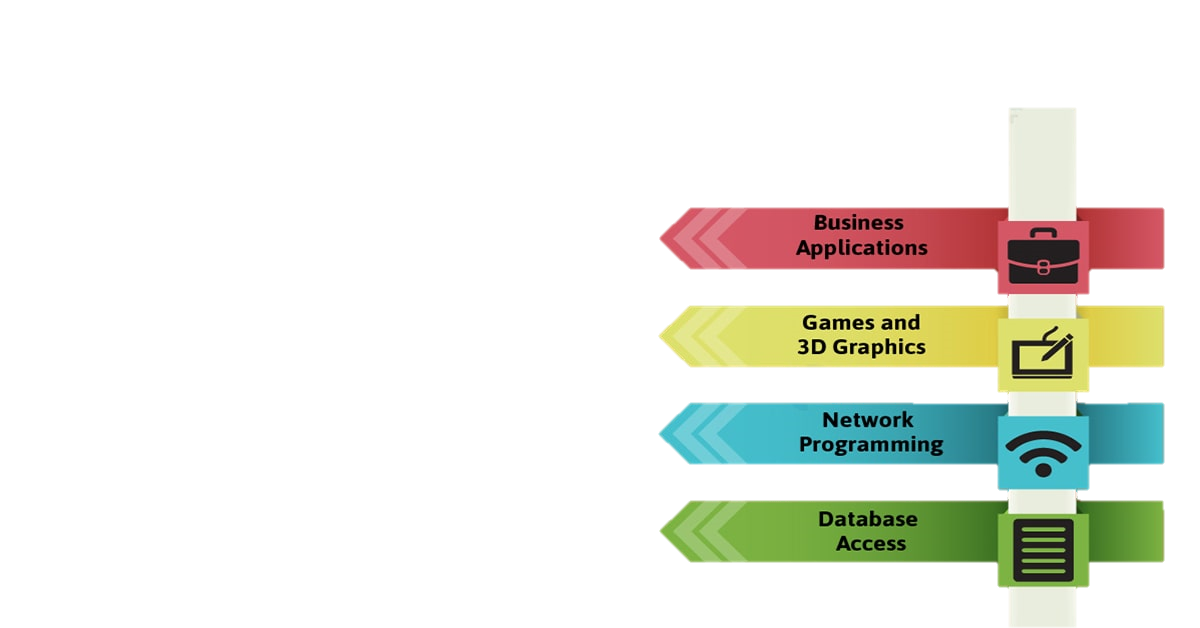 Business
Applications
Games and
3D Graphics
Network
Programming
Database
Access